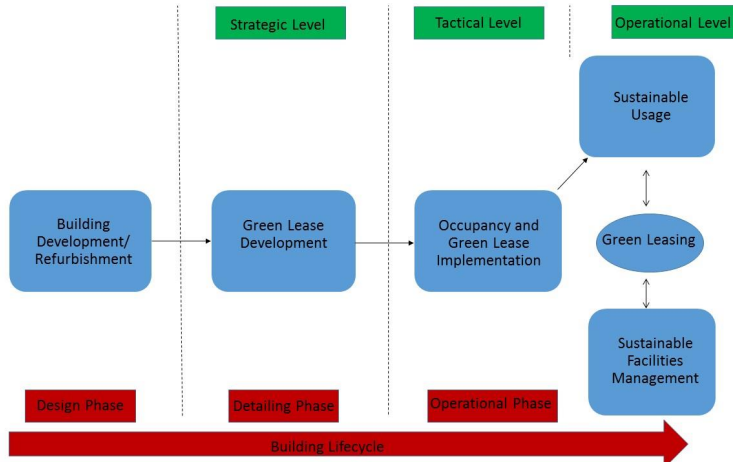 Strategic Level
Tactical Level
Operational Level
Sustainable
Usage
Building
Development/
Refurbishment
Green Lease
Development
Occupancy and
Green Lease
Implementation
Green Leasing
Sustainable
Facilities
Management
Design Phase
Detailing Phase
Operational Phase
Building Lifecycle